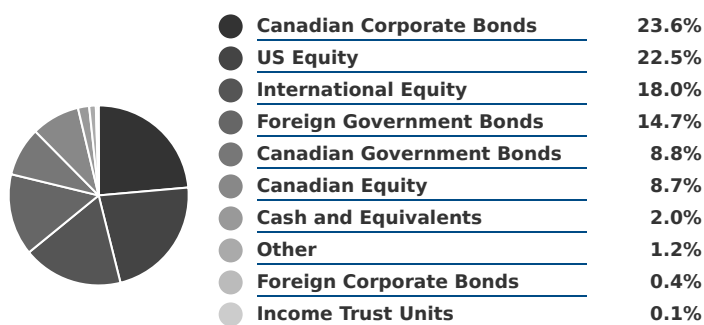 Canadian Corporate Bonds 23.6%
US Equity 22.5%
International Equity 18.0%
Foreign Government Bonds 14.7%
Canadian Government Bonds 8.8%
Canadian Equity 8.7%
Cash and Equivalents 2.0%
Other 1.2%
Foreign Corporate Bonds 0.4%
Income Trust Units 0.1%